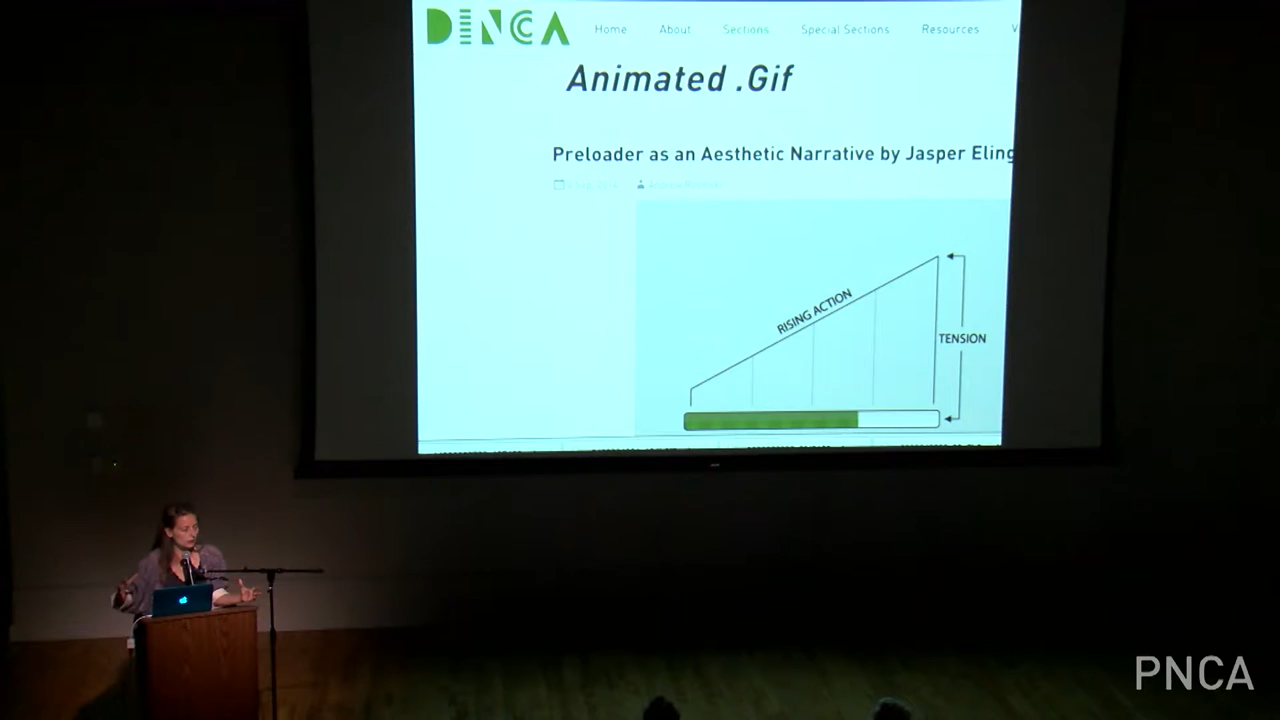 DINCA
Home About Sections Special Sections Resources V
Animated .Gif
Preloader as an Aesthetic Narrative by Jasper Eling
RISING ACTION
TENSION
PNCA